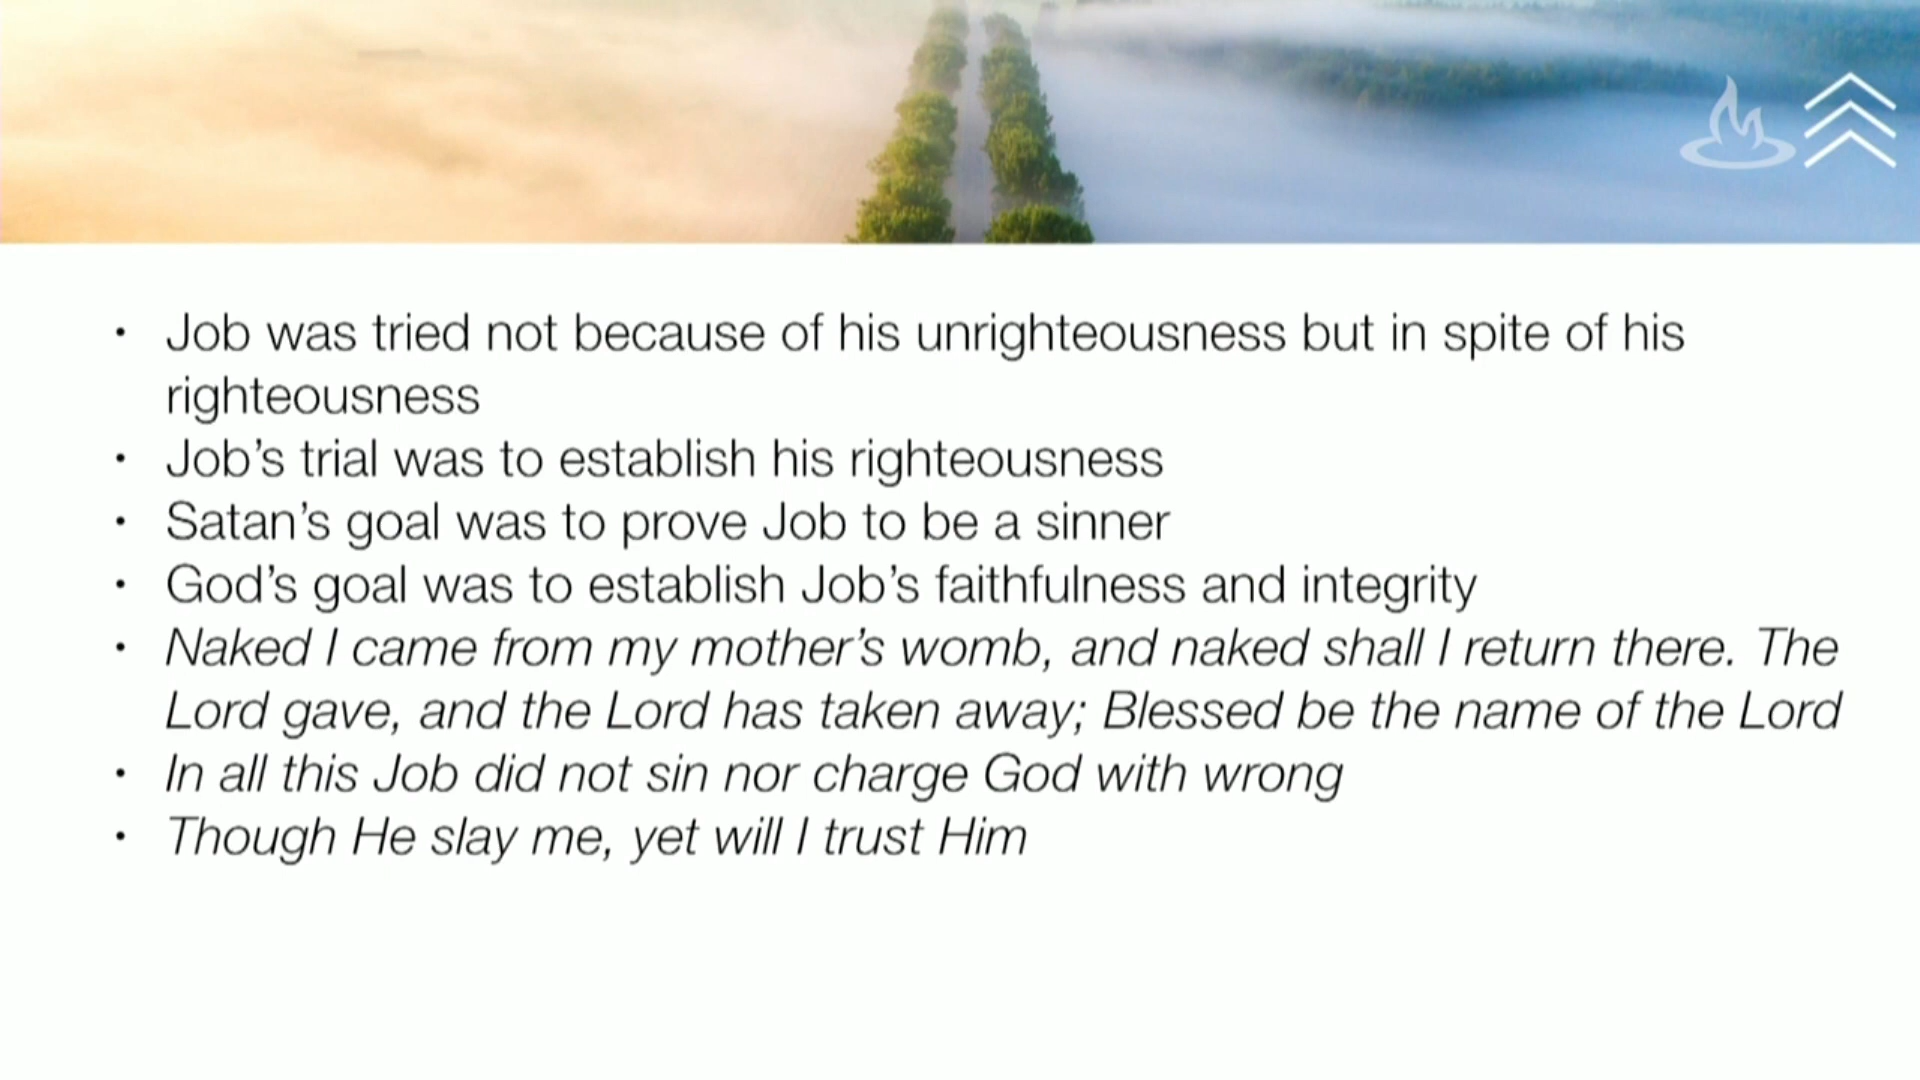 • Job was tried not because of his unrighteousness but in spite of his
righteousness
• Job’s trial was to establish his righteousness
• Satan’s goal was to prove Job to be a sinner
• God’s goal was to establish Job’s faithfulness and integrity
• Naked I came from my mother’s womb, and naked shall I return there. The
Lord gave, and the Lord has taken away; Blessed be the name of the Lord
• In all this Job did not sin nor charge God with wrong
• Though He slay me, yet will I trust Him